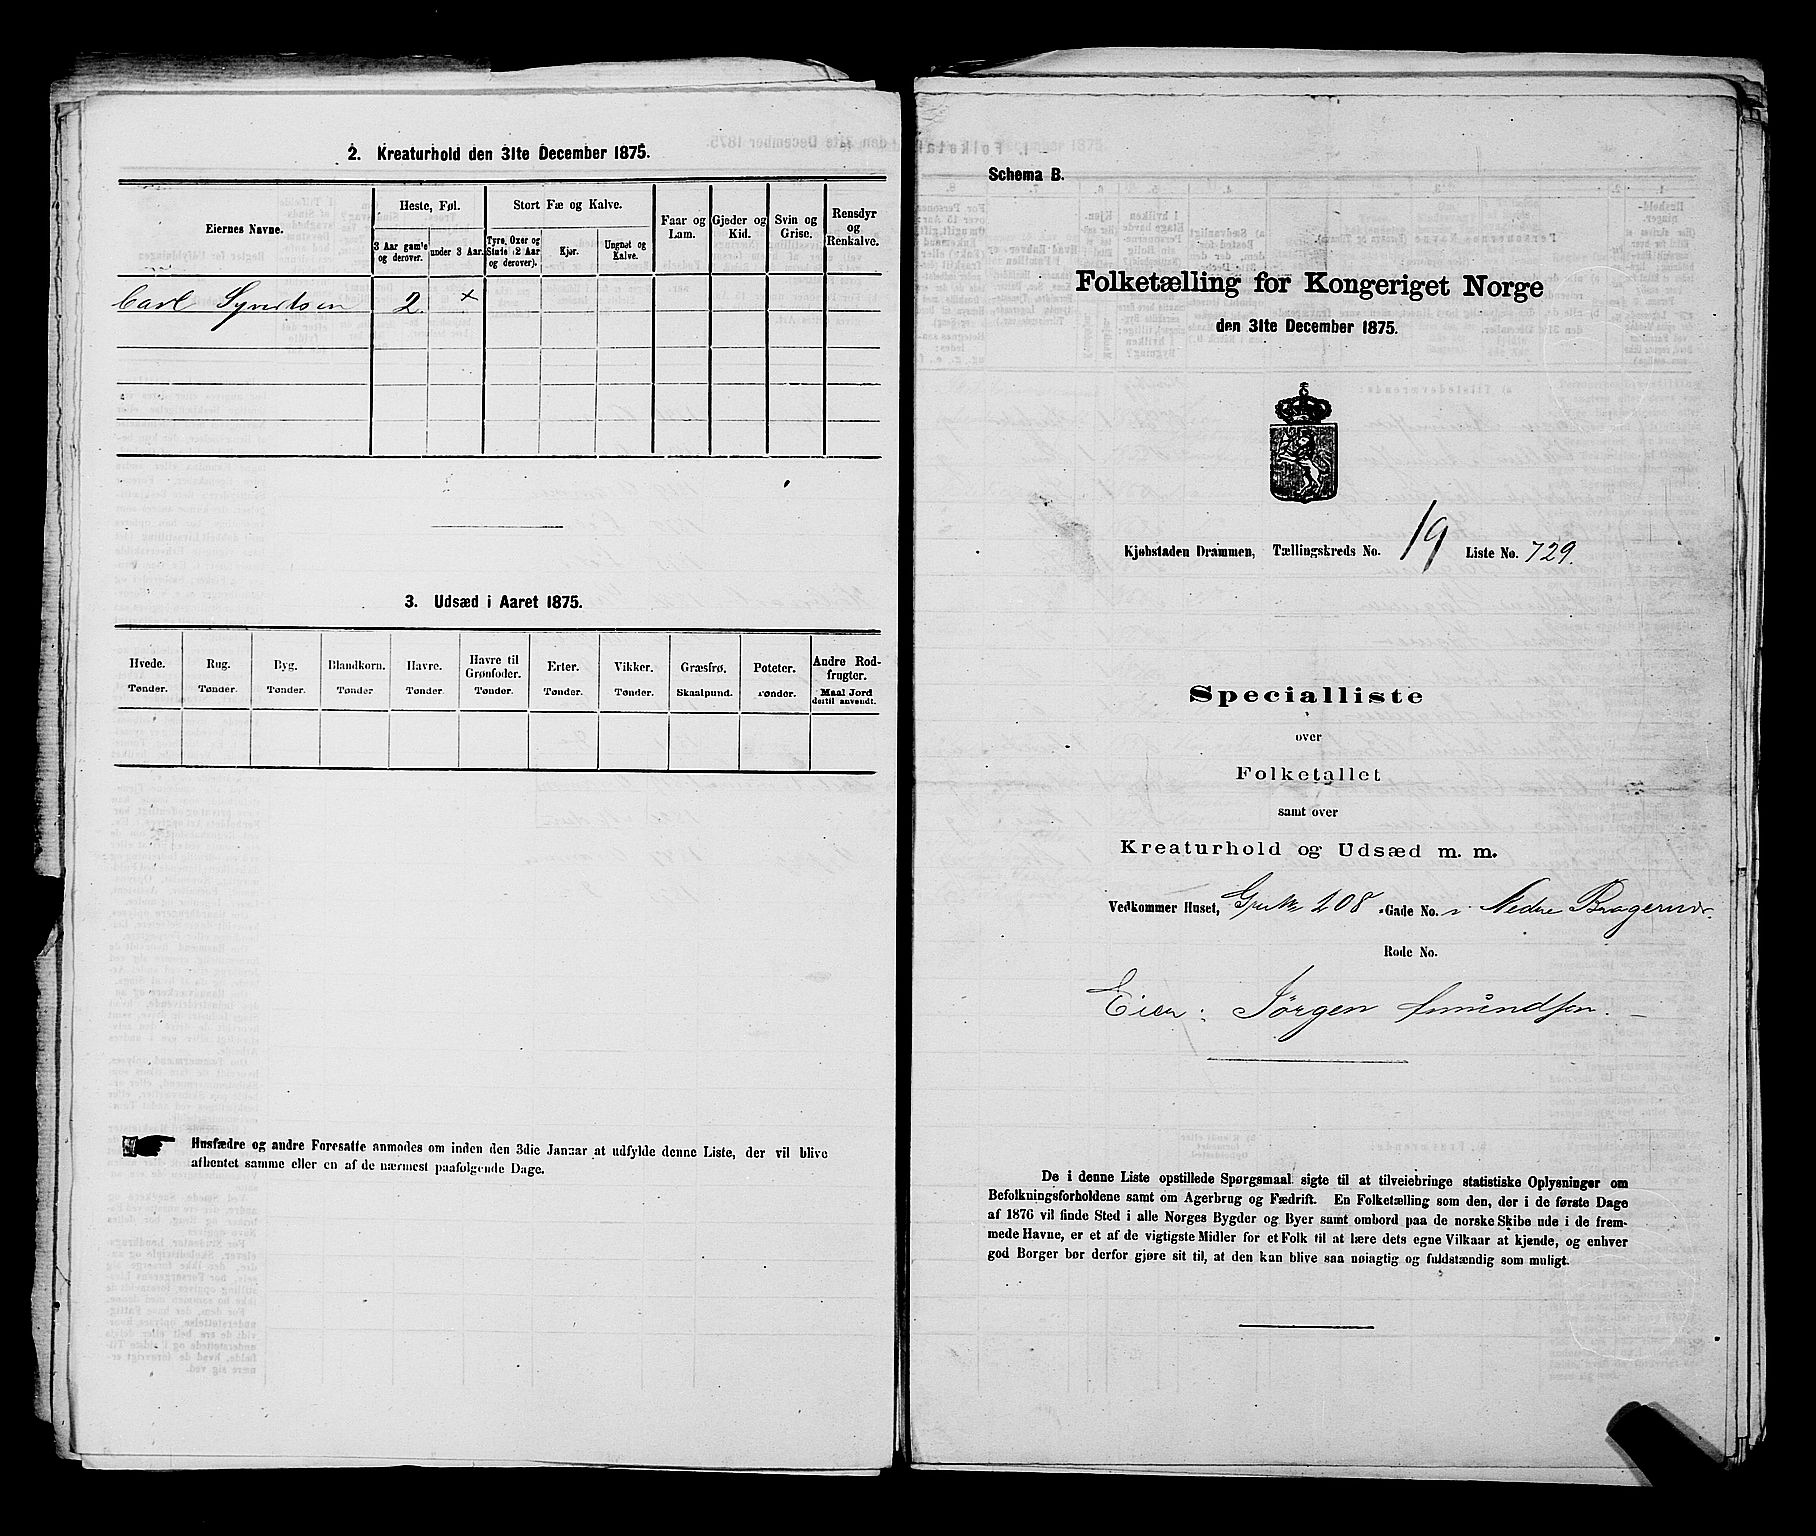 2. Kreaturhold den 31te December 1875.
Eiernes Navne.
Heste, Føl.
Stort Fæ og Kalve.
Faar og Lam.
Gjeder og Kid.
Svin og Grise.
Rensdyr og Renkalve.
3 Aar gamle og derover.
under 3 Aar.
Tyre, Oxer og Stude (2 Aar og derover).
Kjør.
Ungnøt og Kalve.
Carl 2. +
3. Udsæd i Aaret 1875.
Hvede. Rug. Byg. Blandkorn. Havre. Havre til Grønfoder. Erter. Vikker. Græsfrø. Poteter. Andre Rodfrugter.
Tønder. Tønder. Tønder. Tønder Tønder. Tønder. Tønder. Tønder. Skaalpund. Tønder. Maal Jord dertil anvendt.
Husfædre og andre Foresatte anmodes om inden den 3die Januar at udfylde denne Liste, der vil blive
afhentet samme eller en af de nærmest paafølgende Dage.
Schema B.
Folketælling for Kongeriget Norge
den 31te December 1875.
Kjøbstaden Drammen, Tællingskreds No. 19 Liste No. 729.
Specialliste
over
Folketallet
samt over
Kreaturhold og Udsæd m. m.
Vedkommer Huset, 208 Gade No. i Nedre Bragernæs.
Rode No.
Eier: Jørgen Amundsen.
De i denne Liste opstillede Spørgsmaal sigte til at tilveiebringe statistiske Oplysninger om
Befolkningsforholdene samt om Agerbrug og Fædrift. En Folketælling som den, der i de første Dage
af 1876 vil finde Sted i alle Norges Bygder og Byer samt ombord paa de norske Skibe ude i de frem-
mede Havne, er et af de vigtigste Midler for et Folk til at lære dets egne Vilkaar at kjende, og enhver
god Borger bør derfor gjøre sit til, at den kan blive saa nøiagtig og fuldstændig som muligt.